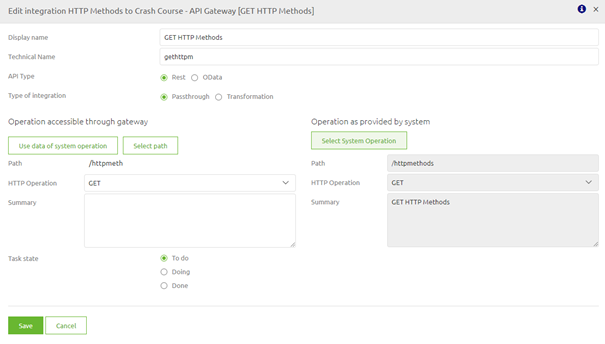 Edit integration HTTP Methods to Crash Course - API Gateway [GET HTTP Methods]
Display name GET HTTP Methods
Technical Name gethttpm
API Type Rest OData
Type of integration Passthrough Transformation
Operation accessible through gateway
Use data of system operation Select path
Path /httpmeth
HTTP Operation GET
Summary
Task state To do
Doing
Done
Operation as provided by system
Select System Operation
Path /httpmethods
HTTP Operation GET
Summary GET HTTP Methods
Save Cancel